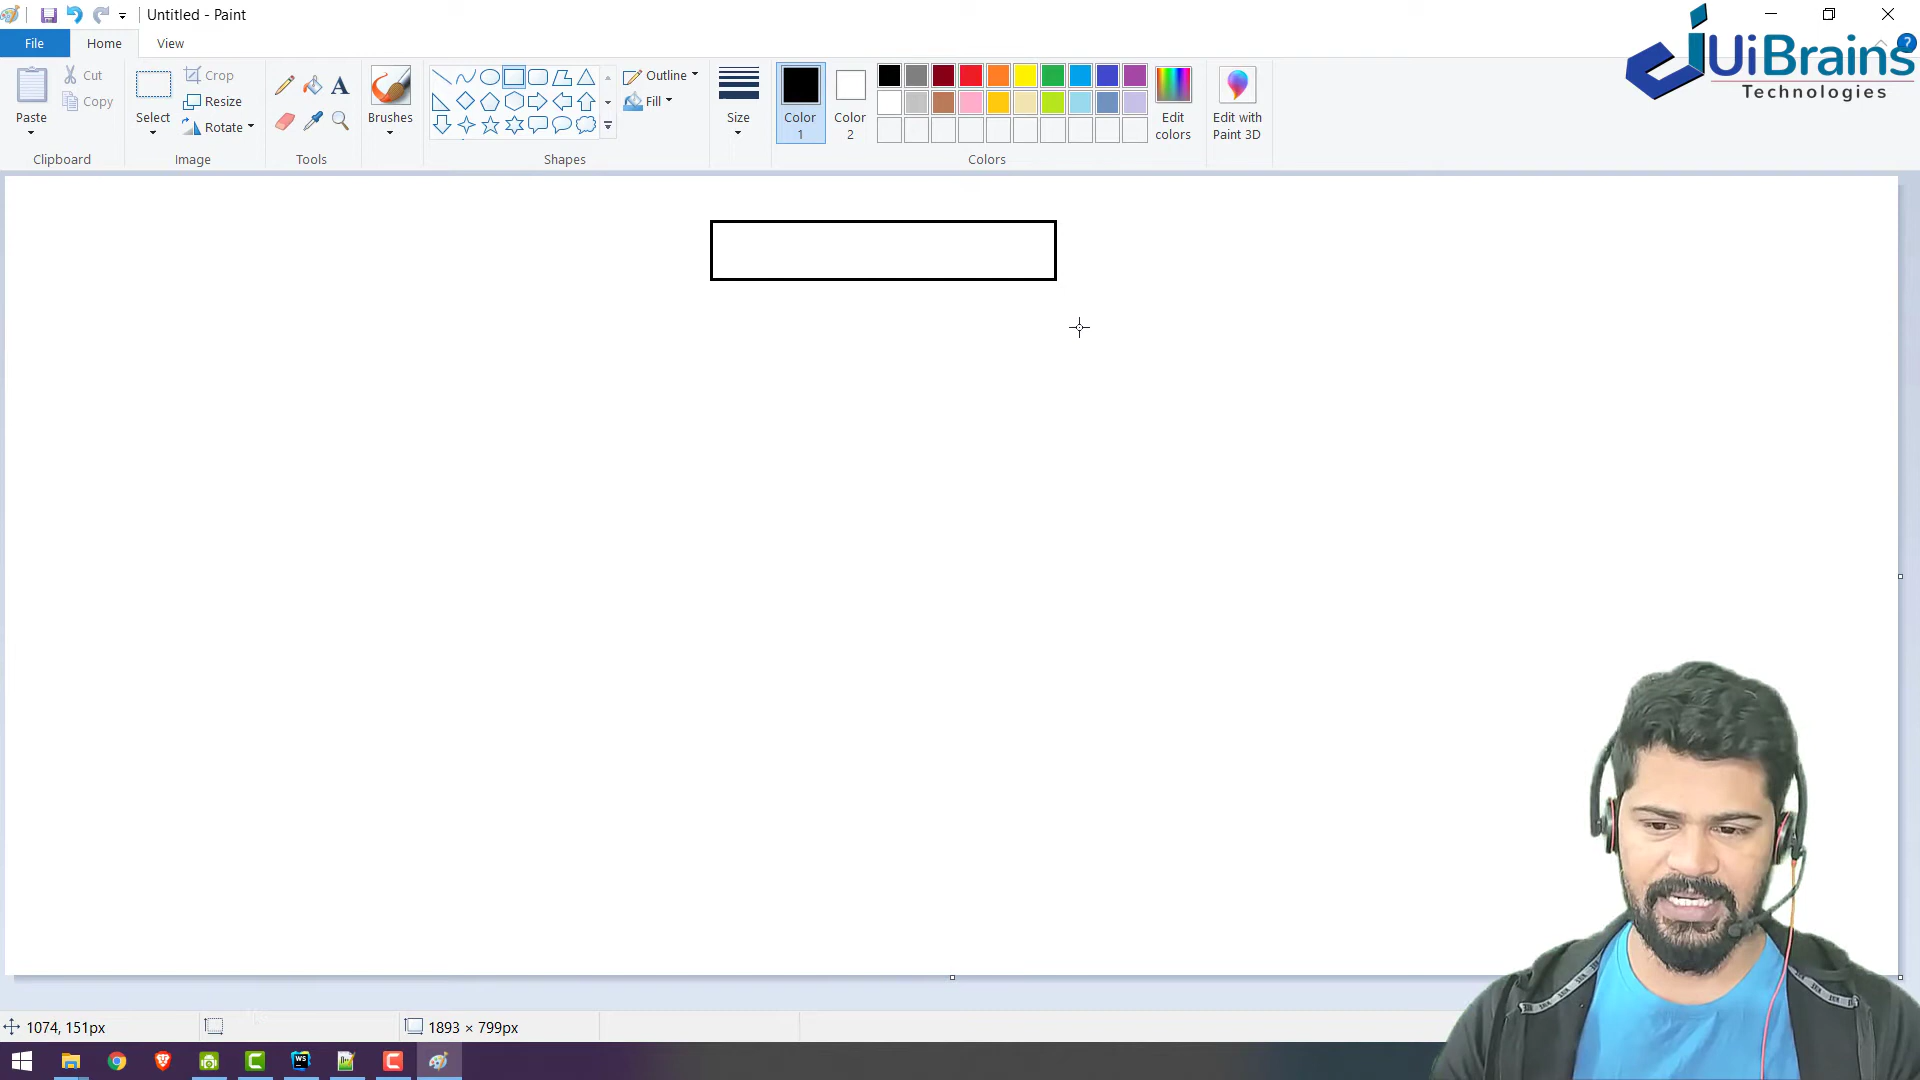 Untitled - Paint
File
Home
View
UiBrains
Technologies
Paste
Cut
Copy
Clipboard
Select
Crop
Resize
Rotate
Image
A
Tools
Brushes
Outline
Fill
Shapes
Size
Color
1
Color
2
Colors
Edit
colors
Edit with
Paint 3D
?
1074, 151px
1893 × 799px
WS
C
C